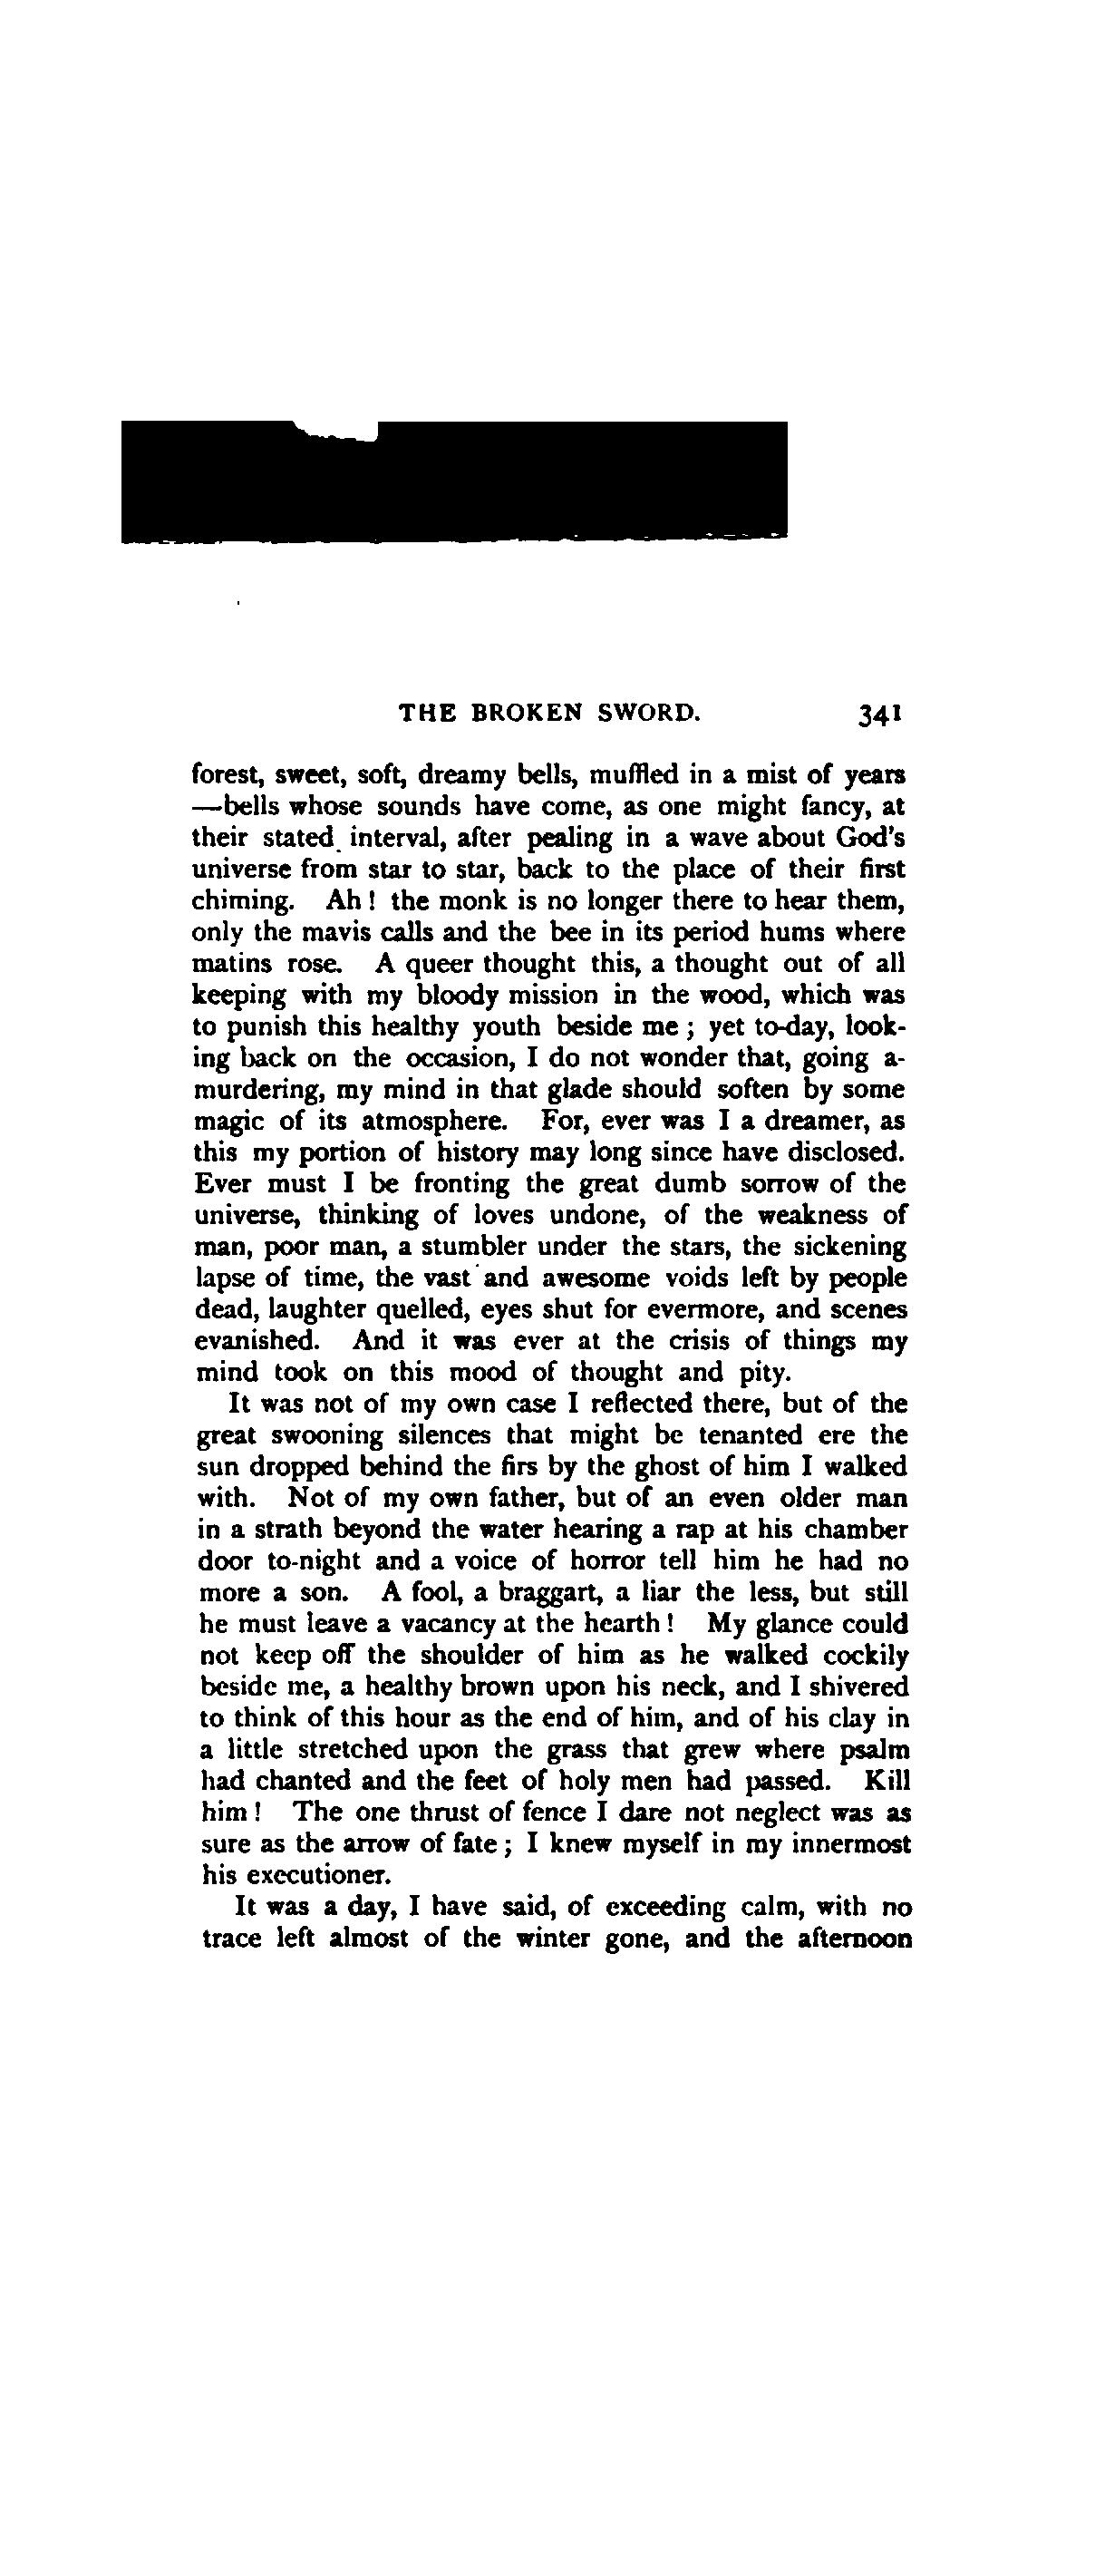 THE BROKEN SWORD. 341
forest, sweet, soft, dreamy bells, muffled in a mist of years
—bells whose sounds have come, as one might fancy, at
their stated interval, after pealing in a wave about God's
universe from star to star, back to the place of their first
chiming. Ah! the monk is no longer there to hear them,
only the mavis calls and the bee in its period hums where
matins rose. A queer thought this, a thought out of all
keeping with my bloody mission in the wood, which was
to punish this healthy youth beside me; yet to-day, look-
ing back on the occasion, I do not wonder that, going a-
murdering, my mind in that glade should soften by some
magic of its atmosphere. For, ever was I a dreamer, as
this my portion of history may long since have disclosed.
Ever must I be fronting the great dumb sorrow of the
universe, thinking of loves undone, of the weakness of
man, poor man, a stumbler under the stars, the sickening
lapse of time, the vast and awesome voids left by people
dead, laughter quelled, eyes shut for evermore, and scenes
evanished. And it was ever at the crisis of things my
mind took on this mood of thought and pity.
It was not of my own case I reflected there, but of the
great swooning silences that might be tenanted ere the
sun dropped behind the firs by the ghost of him I walked
with. Not of my own father, but of an even older man
in a strath beyond the water hearing a rap at his chamber
door to-night and a voice of horror tell him he had no
more a son. A fool, a braggart, a liar the less, but still
he must leave a vacancy at the hearth! My glance could
not keep off the shoulder of him as he walked cockily
beside me, a healthy brown upon his neck, and I shivered
to think of this hour as the end of him, and of his clay in
a little stretched upon the grass that grew where psalm
had chanted and the feet of holy men had passed. Kill
him! The one thrust of fence I dare not neglect was as
sure as the arrow of fate; I knew myself in my innermost
his executioner.
It was a day, I have said, of exceeding calm, with no
trace left almost of the winter gone, and the afternoon